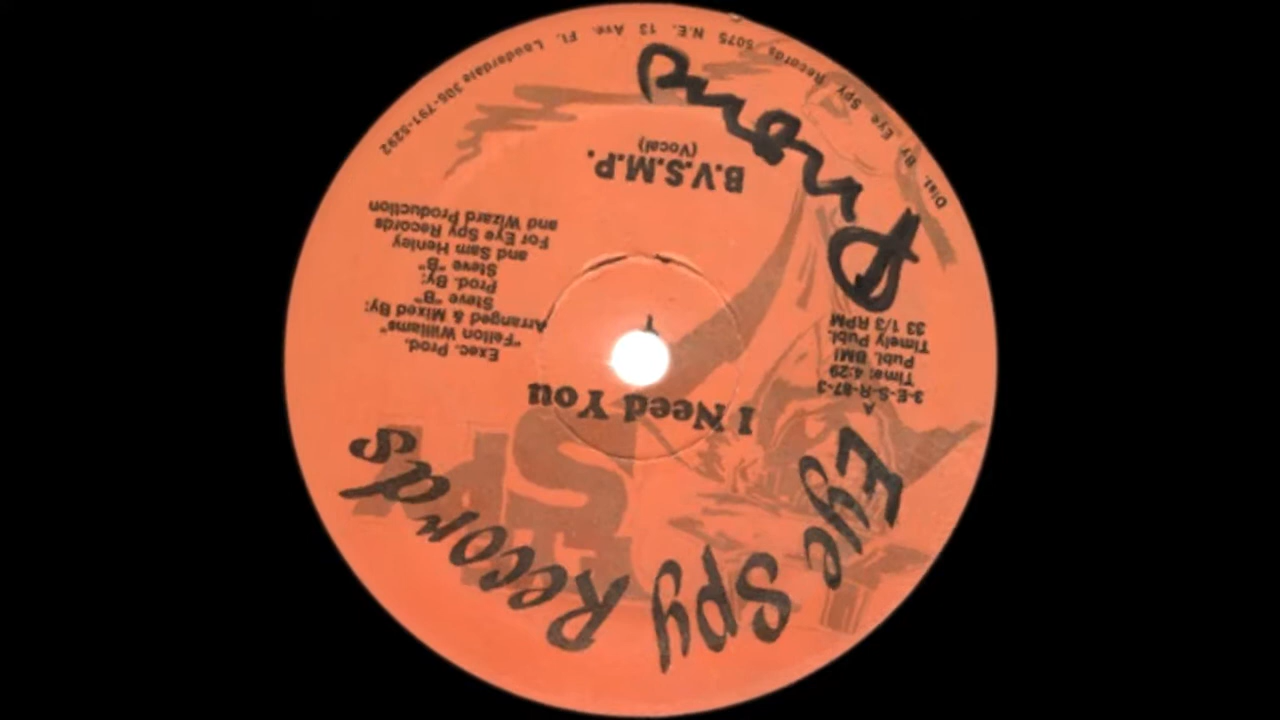 Eye Spy Records
I Need You
A
3-E-S-R-87-3
Time: 4:29
Publ. BMI
Timely Publ.
33 1/3 RPM
Exec. Prod.
"Felton Williams"
Arranged & Mixed By:
Steve "B"
Prod. By:
Steve "B"
and Sam Henley
For Eye Spy Records
and Wizard Production
B.V.S.M.P.
(Vocal)
Promo
Dist. By Eye Spy Records 5075 N.E. 13 Ave. Ft. Lauderdale 305-791-5292